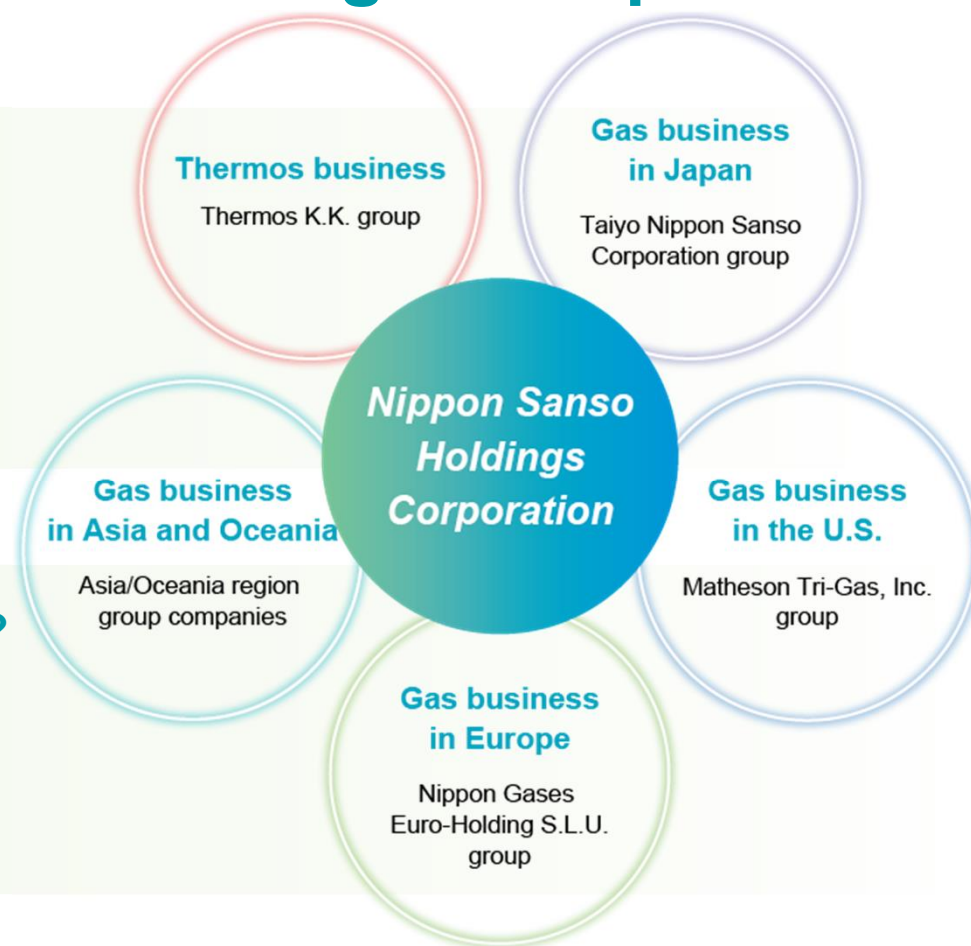 Thermos business
Thermos K.K. group
Gas business
in Japan
Taiyo Nippon Sanso
Corporation group
Nippon Sanso
Holdings
Corporation
Gas business
in Asia and Oceania
Asia/Oceania region
group companies
Gas business
in the U.S.
Matheson Tri-Gas, Inc.
group
Gas business
in Europe
Nippon Gases
Euro-Holding S.L.U.
group